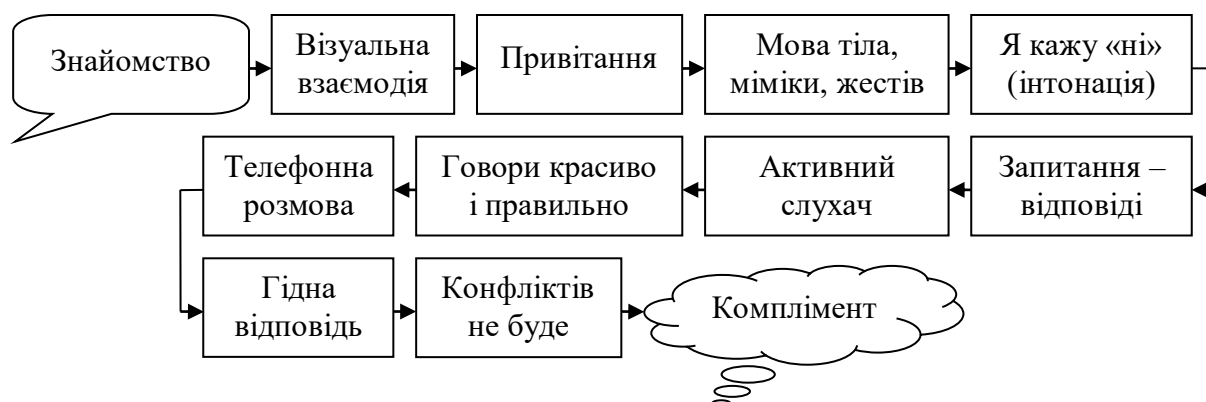 Знайомство
Візуальна
взаємодія
Привітання
Мова тіла,
міміки, жестів
Я кажу «ні»
(інтонація)
Запитання –
відповіді
Активний
слухач
Говори красиво
і правильно
Телефонна
розмова
Гідна
відповідь
Конфліктів
не буде
Комплімент